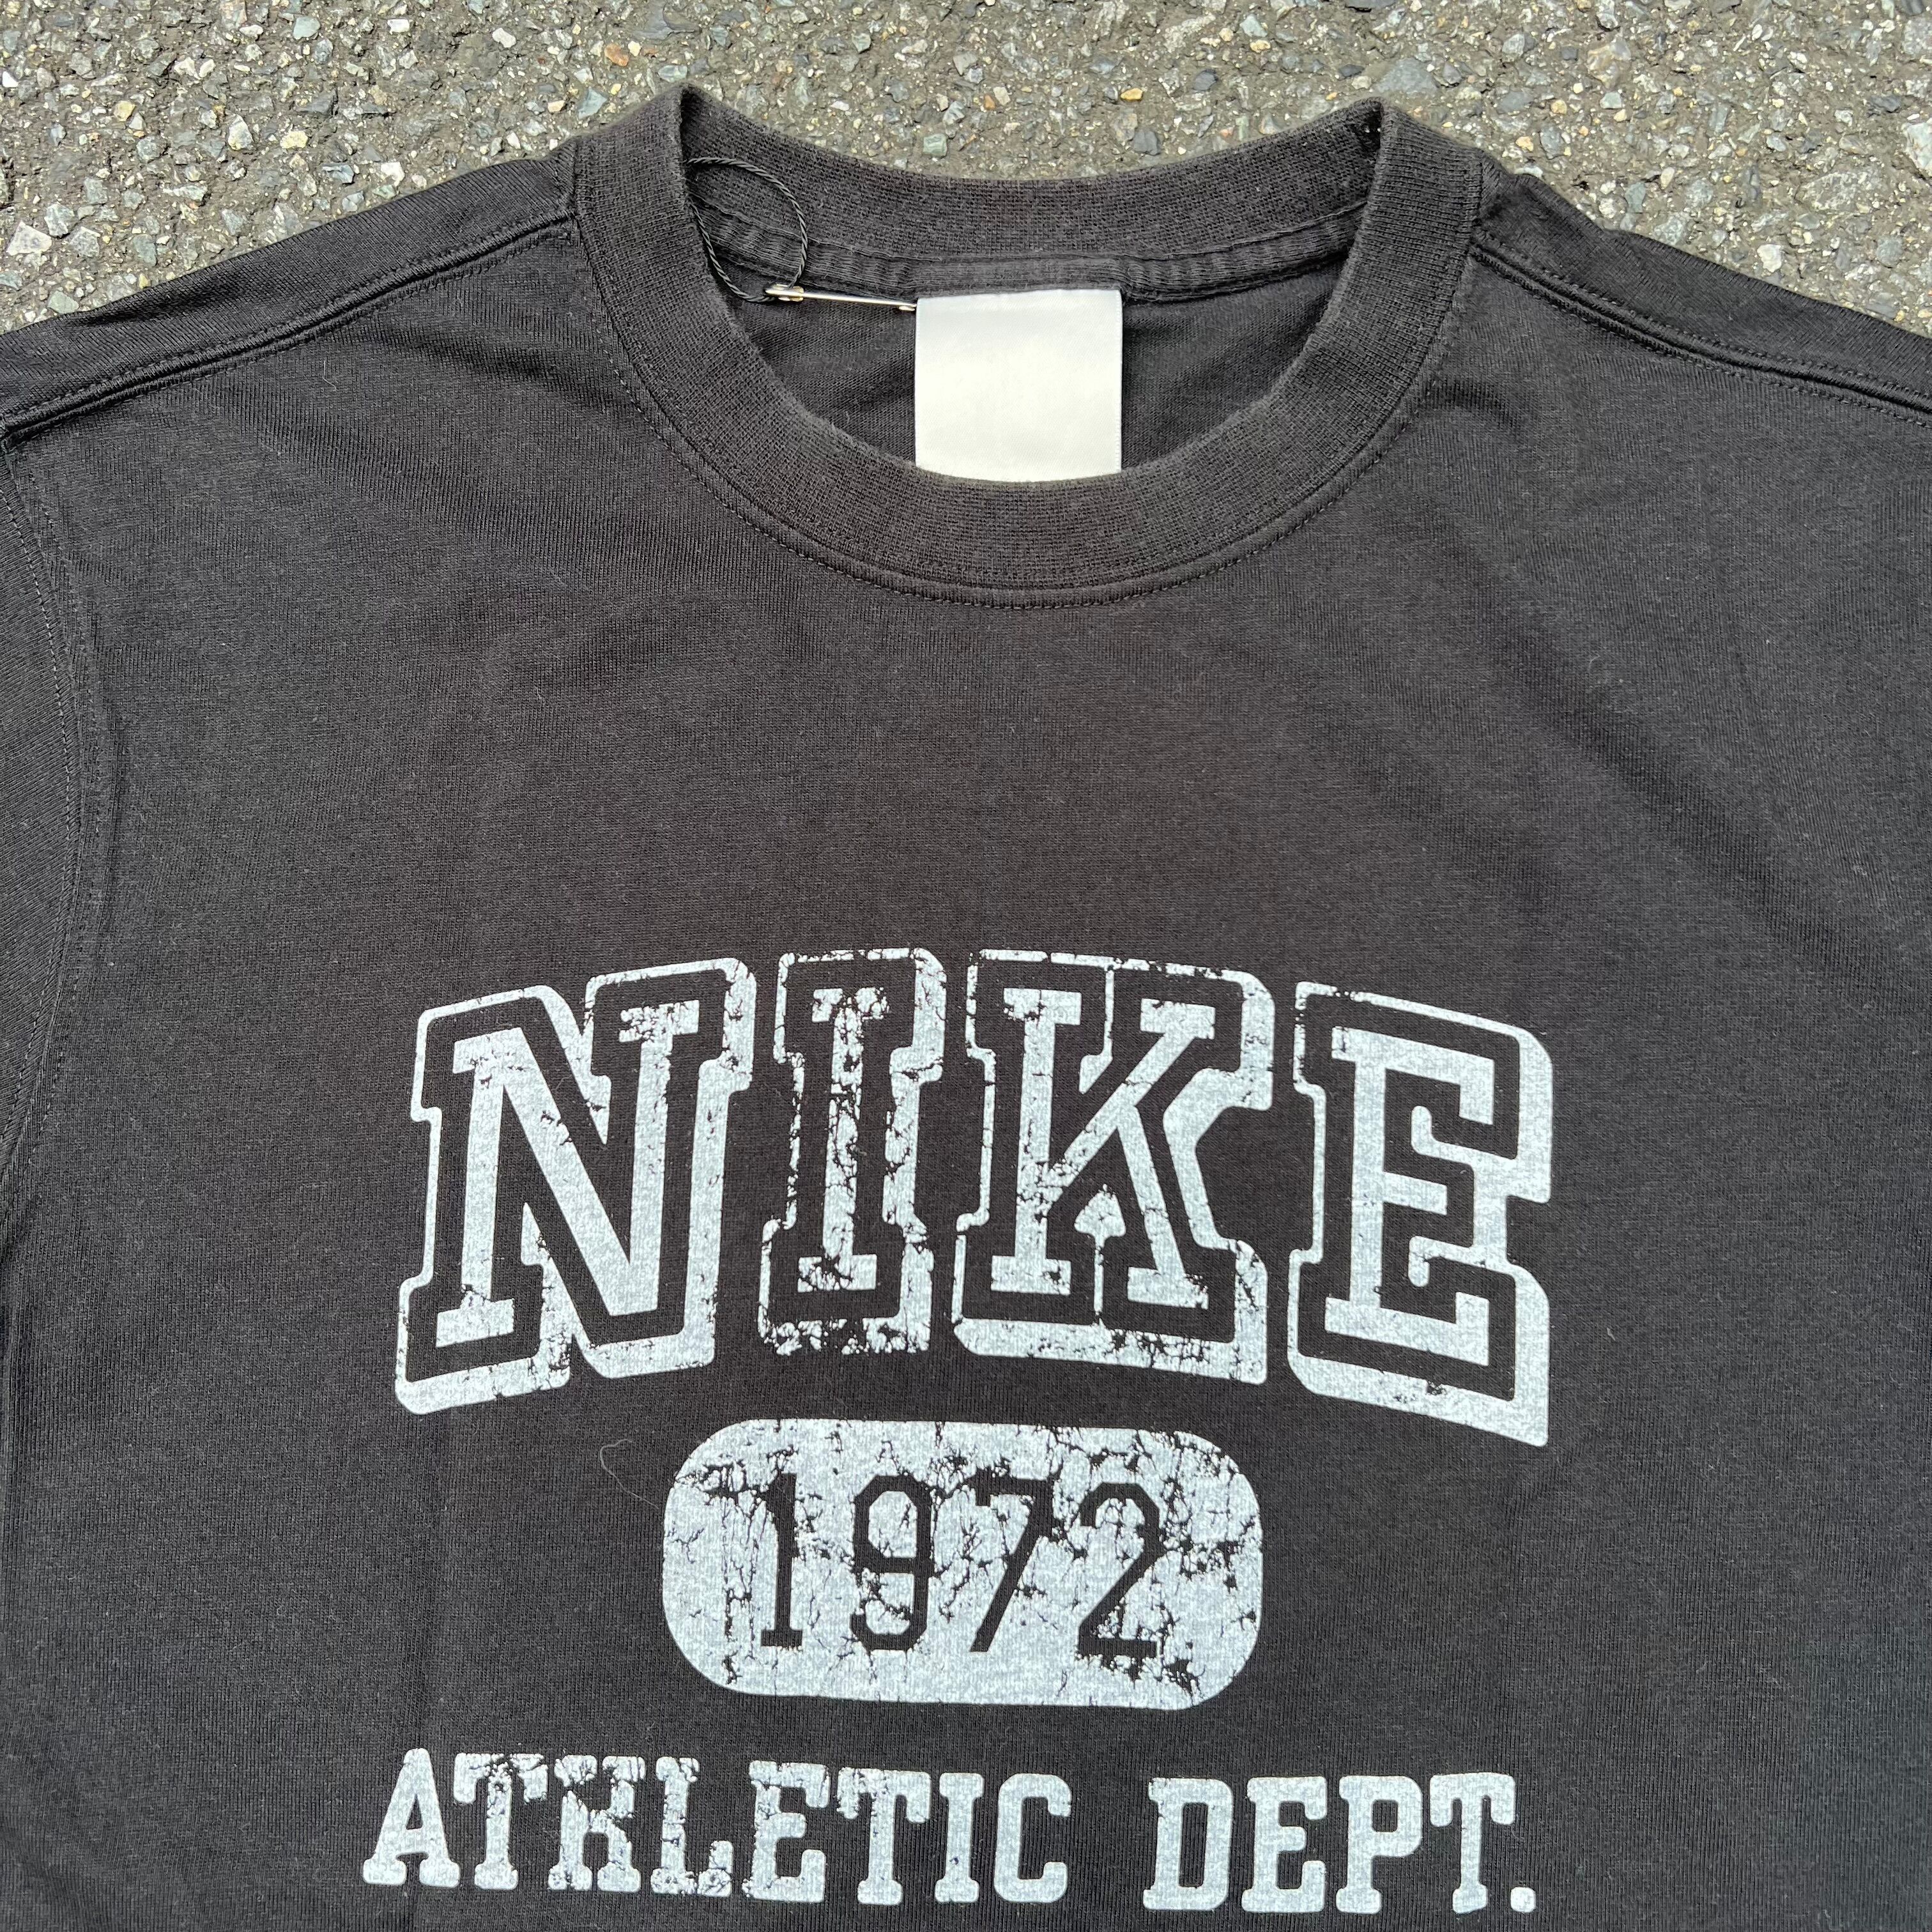 NIKE
1972
ATHLETIC DEPT.